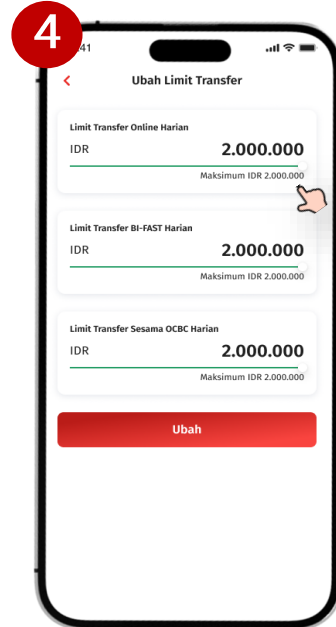 4
41
Ubah Limit Transfer
Limit Transfer Online Harian
IDR 2.000.000
Maksimum IDR 2.000.000
Limit Transfer BI-FAST Harian
IDR 2.000.000
Maksimum IDR 2.000.000
Limit Transfer Sesama OCBC Harian
IDR 2.000.000
Maksimum IDR 2.000.000
Ubah